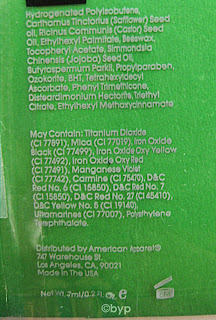 Hydrogenated Polyisobutene,
Carthamus Tinctorius (Safflower) Seed
oil, Ricinus Communis (Castor) Seed
Oil, Ethylhexyl Palmitate, Beeswax,
Tocopheryl Acetate, Simmondsia
Chinensis (Jojoba) Seed Oil,
Butyrospermum Parkii, Propylparaben,
Ozokerite, BHT, Tetrahexyldecyl
Ascorbate, Phenyl Trimethicone,
Disteardimonium Hectorite, Triethyl
Citrate, Ethylhexyl Methoxycinnamate
May Contain: Titanium Dioxide
(CI 77891), Mica (77019), Iron Oxide
Black (C77499), Iron Oxide Oxy Yellow
(CI 77492), Iron Oxide Oxy Red
(CI 77491), Manganese Violet
(CI 77742), Carmine (CI 75470), D&C
Red No. 6 (CI 15850), D&C Red No. 7
(CI 15850), D&C Red No. 27 (CI 45410),
D&C Yellow No. 5 (CI 19140),
Ultramarines (CI 77007), Polyethylene
Terephthalate.
Distributed by American Apparel®
747 Warehouse St.
Los Angeles, CA, 90021
Made In The USA
Net Wt. 7ml/0.2 e
©byp